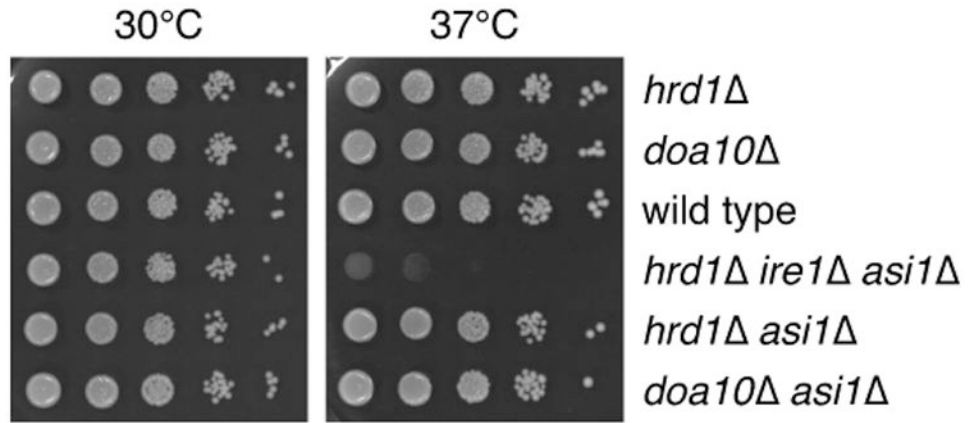 30°C 37°C
hrd1Δ
doa10Δ
wild type
hrd1Δ ire1Δ asi1Δ
hrd1Δ asi1Δ
doa10Δ asi1Δ